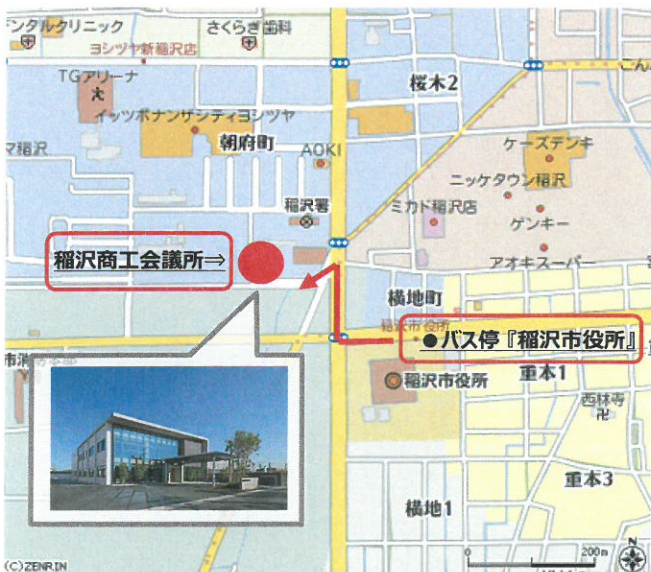 ンタルクリニック
さくらぎ歯科
ヨシヅヤ新稲沢店
TGアリーナ
桜木2
イッツボナンザシティヨシヅヤ
朝府町
AOKI
ケーズデンキ
マ稲沢
ニッケタウン稲沢
稲沢署
ミカド稲沢店
ゲンキー
稲沢商工会議所⇒
アオキスーパー
横地町
稲沢市役所
●バス停『稲沢市役所』
稲沢市役所
重本1
西林寺
重本3
横地1
0
200m
N
(C)ZENRIN